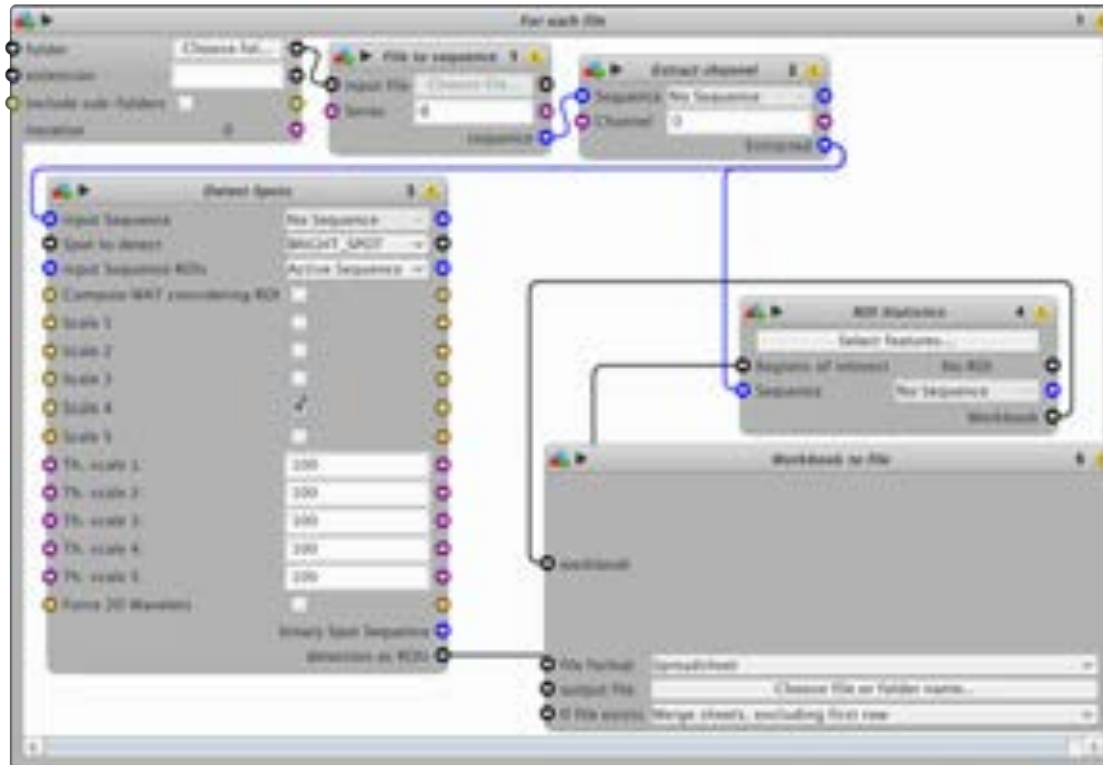 For each file
folder Choose fol...
extension
Include sub-folders
Iteration 0
File to sequence 1
Input File Choose file...
Series
sequence
Extract channel 2
Sequence No Sequence
Channel 0
Extracted
Detect Spots 3
Input Sequence No Sequence
Spot to detect BRIGHT_SPOT
Input Sequence ROIs Active Sequence
Compute WAT considering ROI
Scale 1
Scale 2
Scale 3
Scale 4
Scale 5
Th. scale 1 100
Th. scale 2 100
Th. scale 3 100
Th. scale 4 100
Th. scale 5 100
Force 2D Wavelets
binary Spot Sequence
detection as ROIs
ROI Statistics 4
Select features...
Regions of interest No ROI
Sequence No Sequence
Workbook
Workbook to file 5
workbook
file format Spreadsheet
output file Choose file or folder name...
If file exists Merge sheets, excluding first row